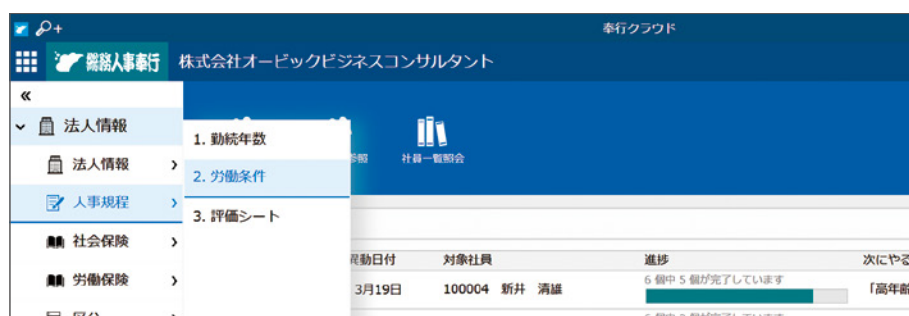 奉行クラウド
総務人事奉行 株式会社オービックビジネスコンサルタント
«
法人情報
法人情報
人事規程
社会保険
労働保険
1. 勤続年数
2. 労働条件
3. 評価シート
社員一覧照会
異動日付 対象社員 進捗 次にやる
3月19日 100004 新井 清雄 6 個中 5 個が完了しています 「高年齢